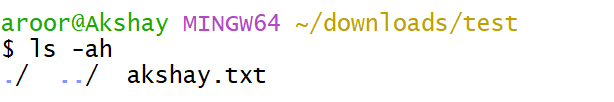 aroor@Akshay MINGW64 ~/downloads/test
$ ls -ah
./  ../  akshay.txt